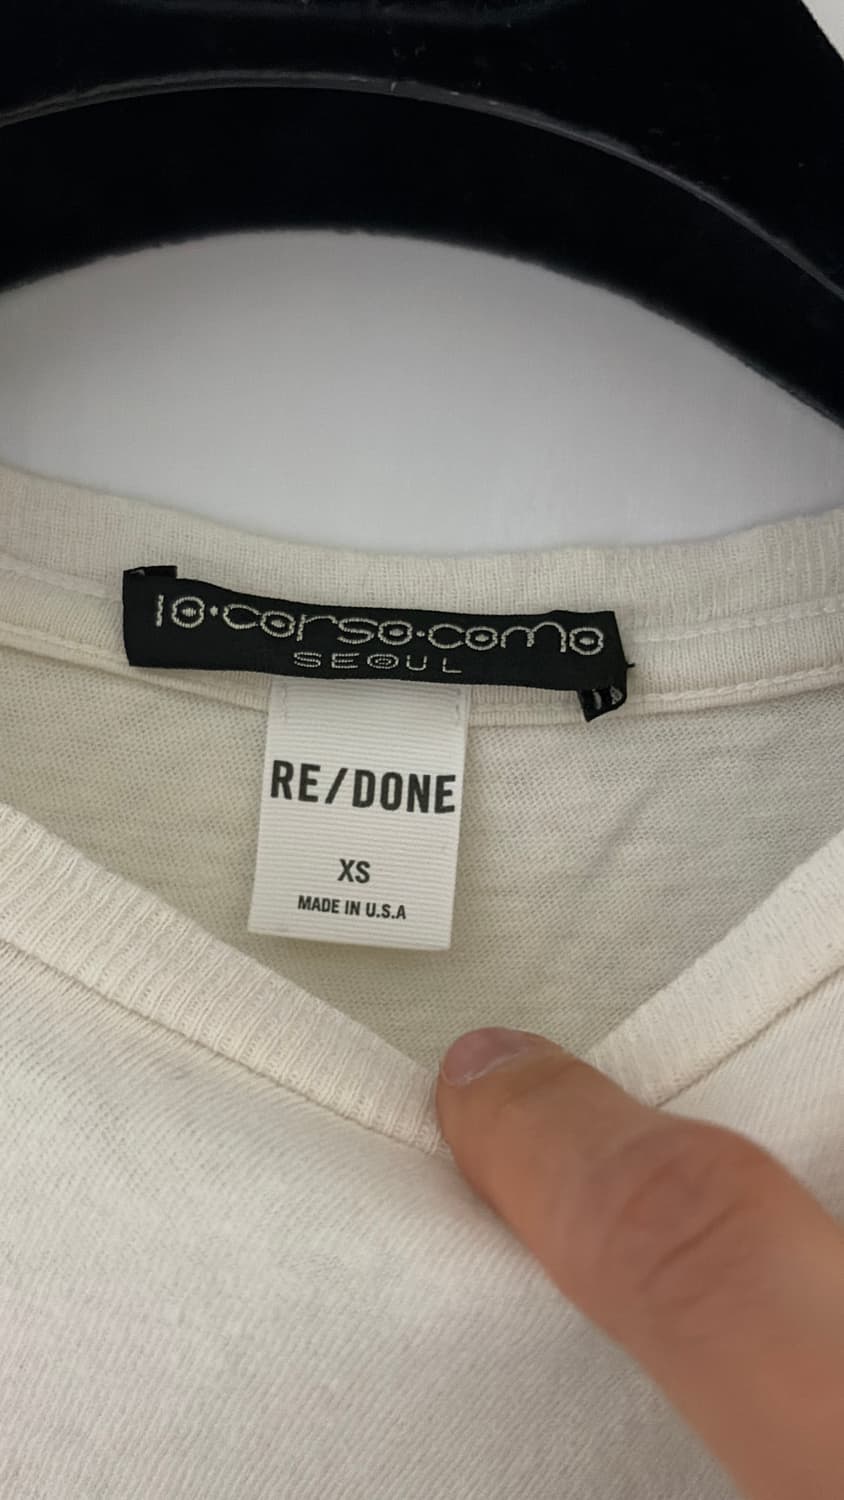 10·corso·como
SEOUL
RE/DONE
XS
MADE IN U.S.A